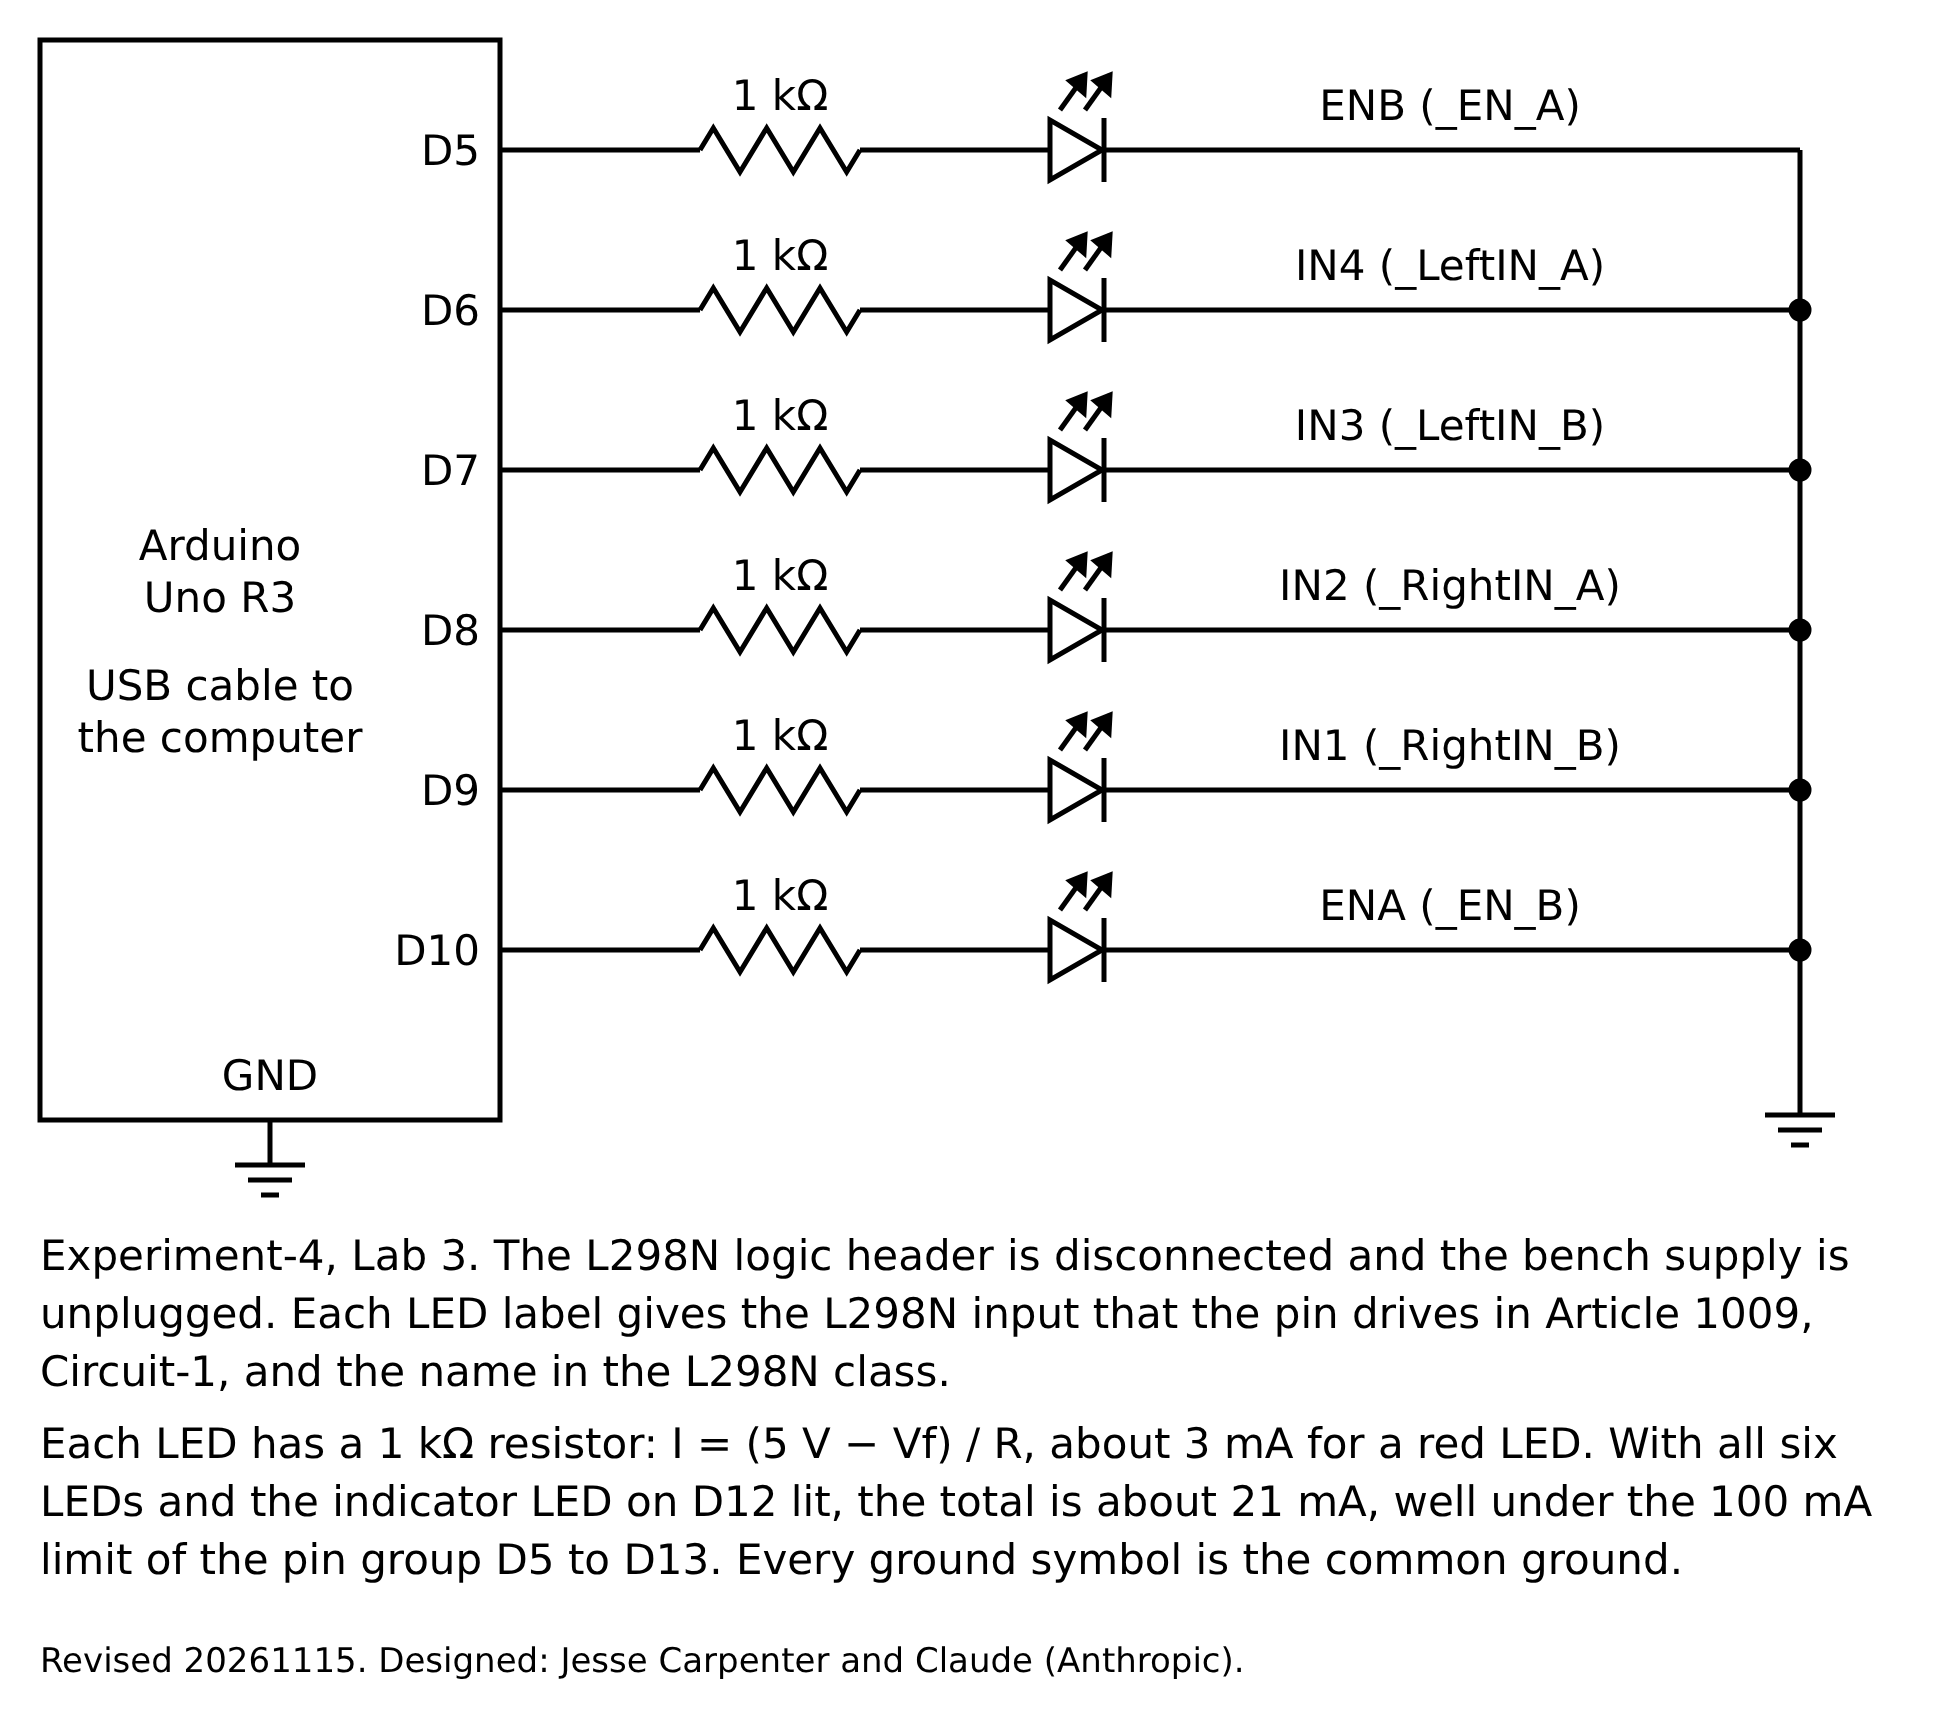 1 kΩ
ENB (_EN_A)
D5
1 kΩ
IN4 (_LeftIN_A)
D6
1 kΩ
IN3 (_LeftIN_B)
D7
Arduino
Uno R3
1 kΩ
IN2 (_RightIN_A)
D8
USB cable to
the computer
1 kΩ
IN1 (_RightIN_B)
D9
1 kΩ
ENA (_EN_B)
D10
GND
Experiment-4, Lab 3. The L298N logic header is disconnected and the bench supply is
unplugged. Each LED label gives the L298N input that the pin drives in Article 1009,
Circuit-1, and the name in the L298N class.
Each LED has a 1 kΩ resistor: I = (5 V − Vf) / R, about 3 mA for a red LED. With all six
LEDs and the indicator LED on D12 lit, the total is about 21 mA, well under the 100 mA
limit of the pin group D5 to D13. Every ground symbol is the common ground.
Revised 20261115. Designed: Jesse Carpenter and Claude (Anthropic).